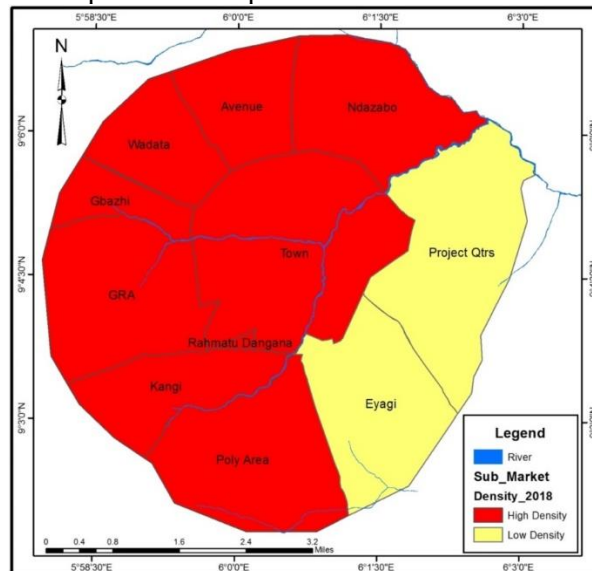 5°58'30"E 6°0'0"E 6°1'30"E 6°3'0"E
N
Avenue
Ndazabo
Wadata
9°6'0"N
Gbazhi
Town
Project Qtrs
9°4'30"N
GRA
Rahmatu Dangana
Kangi
Eyagi
9°3'0"N
Poly Area
Legend
River
Sub_Market
Density_2018
High Density
Low Density
0 0.4 0.8 1.6 2.4 3.2
Miles
5°58'30"E 6°0'0"E 6°1'30"E 6°3'0"E